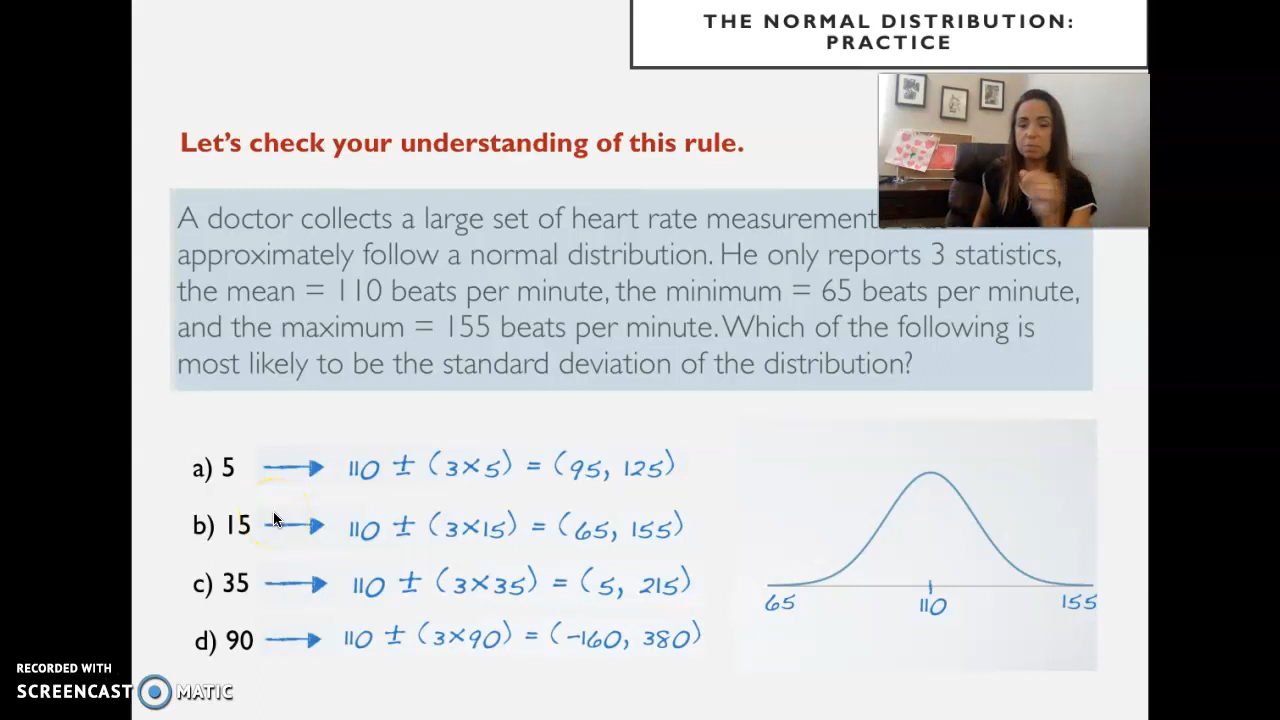 THE NORMAL DISTRIBUTION:
PRACTICE
Let's check your understanding of this rule.
A doctor collects a large set of heart rate measurement
approximately follow a normal distribution. He only reports 3 statistics,
the mean = 110 beats per minute, the minimum = 65 beats per minute,
and the maximum = 155 beats per minute. Which of the following is
most likely to be the standard deviation of the distribution?
a) 5 → 110 ± (3×5) = (95, 125)
b) 15 → 110 ± (3×15) = (65, 155)
c) 35 → 110 ± (3×35) = (5, 215)
d) 90 → 110 ± (3×90) = (-160, 380)
65 110 155
RECORDED WITH
SCREENCAST MATIC